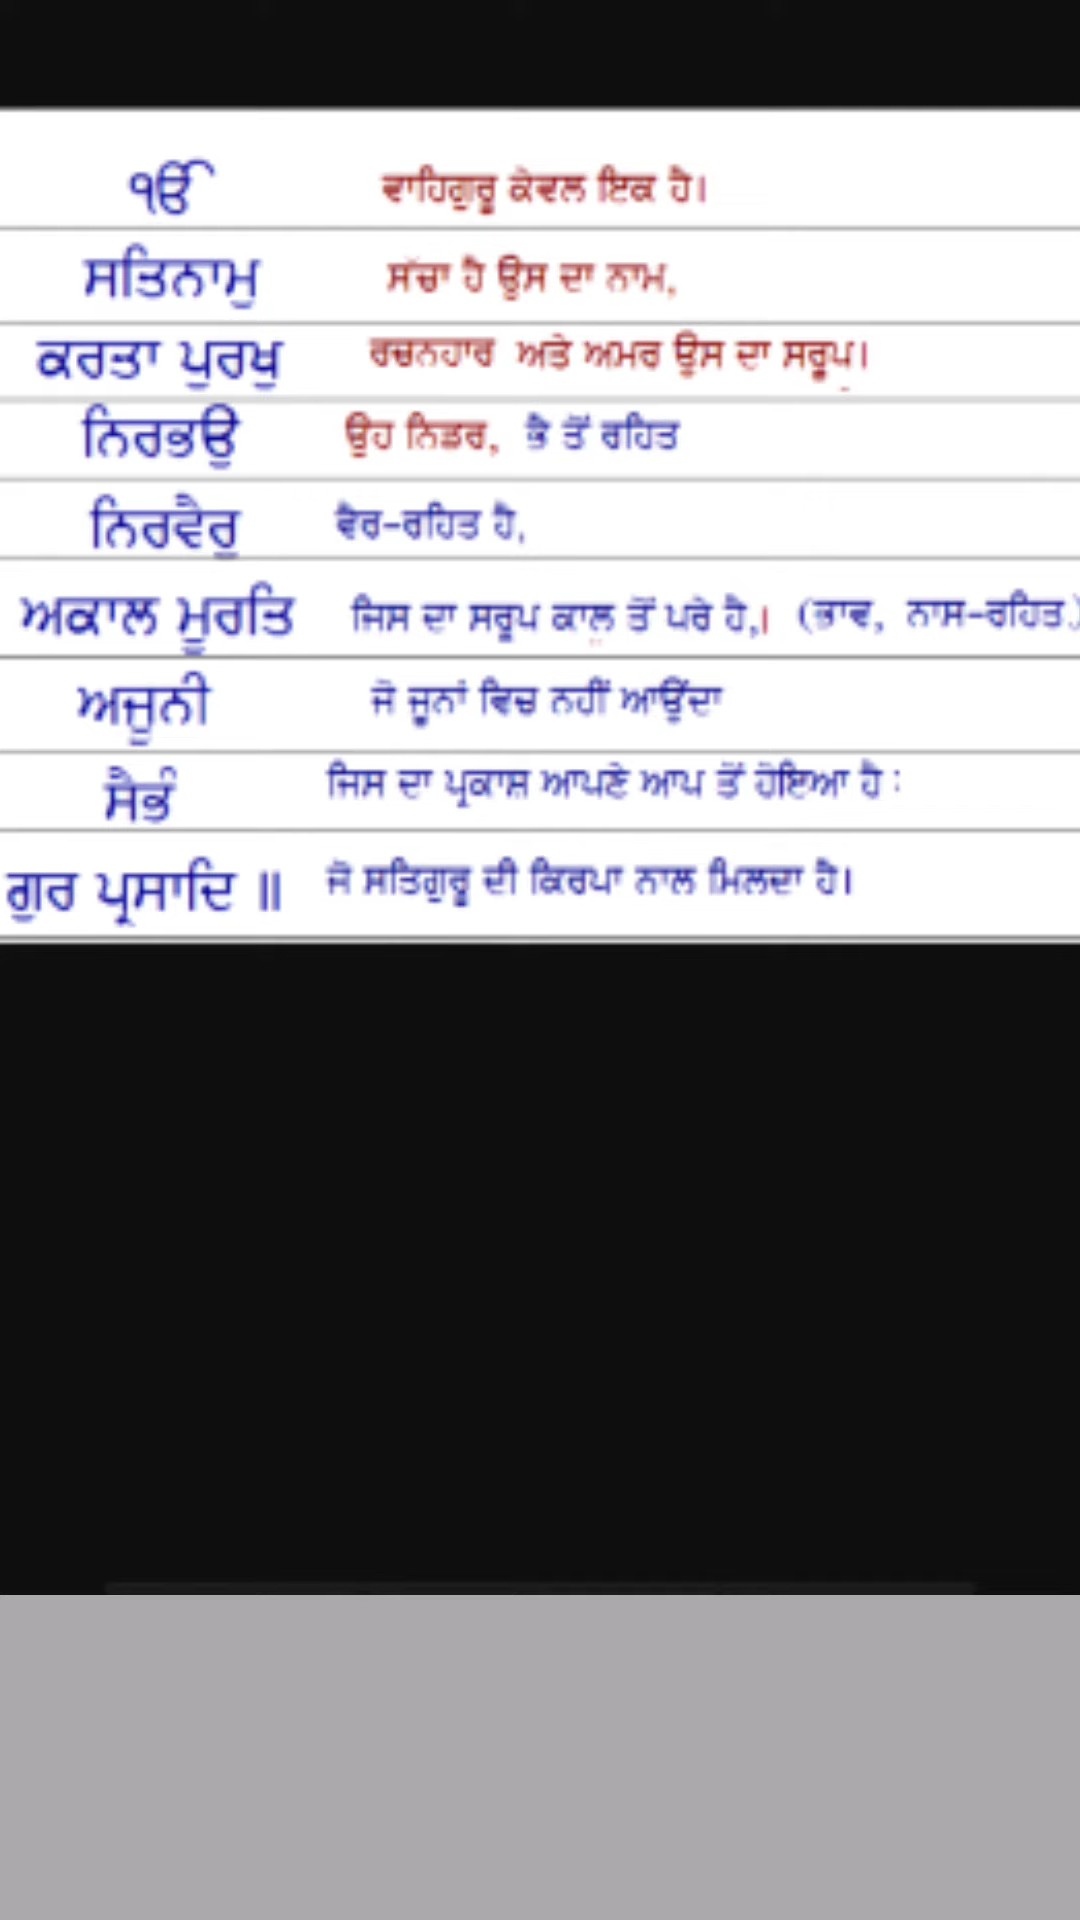 ੴ ਵਾਹਿਗੁਰੂ ਕੇਵਲ ਇਕ ਹੈ।
ਸਤਿਨਾਮੁ ਸੱਚਾ ਹੈ ਉਸ ਦਾ ਨਾਮ,
ਕਰਤਾ ਪੁਰਖੁ ਰਚਨਹਾਰ ਅਤੇ ਅਮਰ ਉਸ ਦਾ ਸਰੂਪ।
ਨਿਰਭਉ ਉਹ ਨਿਡਰ, ਭੈ ਤੋਂ ਰਹਿਤ
ਨਿਰਵੈਰੁ ਵੈਰ-ਰਹਿਤ ਹੈ,
ਅਕਾਲ ਮੂਰਤਿ ਜਿਸ ਦਾ ਸਰੂਪ ਕਾਲ ਤੋਂ ਪਰੇ ਹੈ,। (ਭਾਵ, ਨਾਸ-ਰਹਿਤ)
ਅਜੂਨੀ ਜੋ ਜੂਨਾਂ ਵਿਚ ਨਹੀਂ ਆਉਂਦਾ
ਸੈਭੰ ਜਿਸ ਦਾ ਪ੍ਰਕਾਸ਼ ਆਪਣੇ ਆਪ ਤੋਂ ਹੋਇਆ ਹੈ :
ਗੁਰ ਪ੍ਰਸਾਦਿ ॥ ਜੋ ਸਤਿਗੁਰੂ ਦੀ ਕਿਰਪਾ ਨਾਲ ਮਿਲਦਾ ਹੈ।